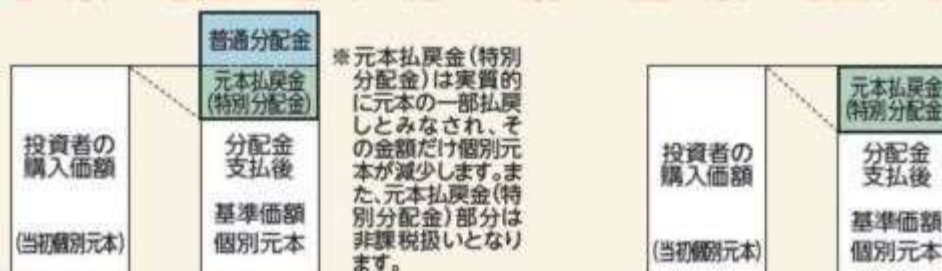 普通分配金
元本払戻金
(特別分配金)
投資者の
購入価額
(当初個別元本)
分配金
支払後
基準価額
個別元本
※元本払戻金(特別
分配金)は実質的
に元本の一部払戻
しとみなされ、そ
の金額だけ個別元
本が減少します。ま
た、元本払戻金(特
別分配金)部分は
非課税扱いとなり
ます。
投資者の
購入価額
(当初個別元本)
元本払戻金
(特別分配金)
分配金
支払後
基準価額
個別元本